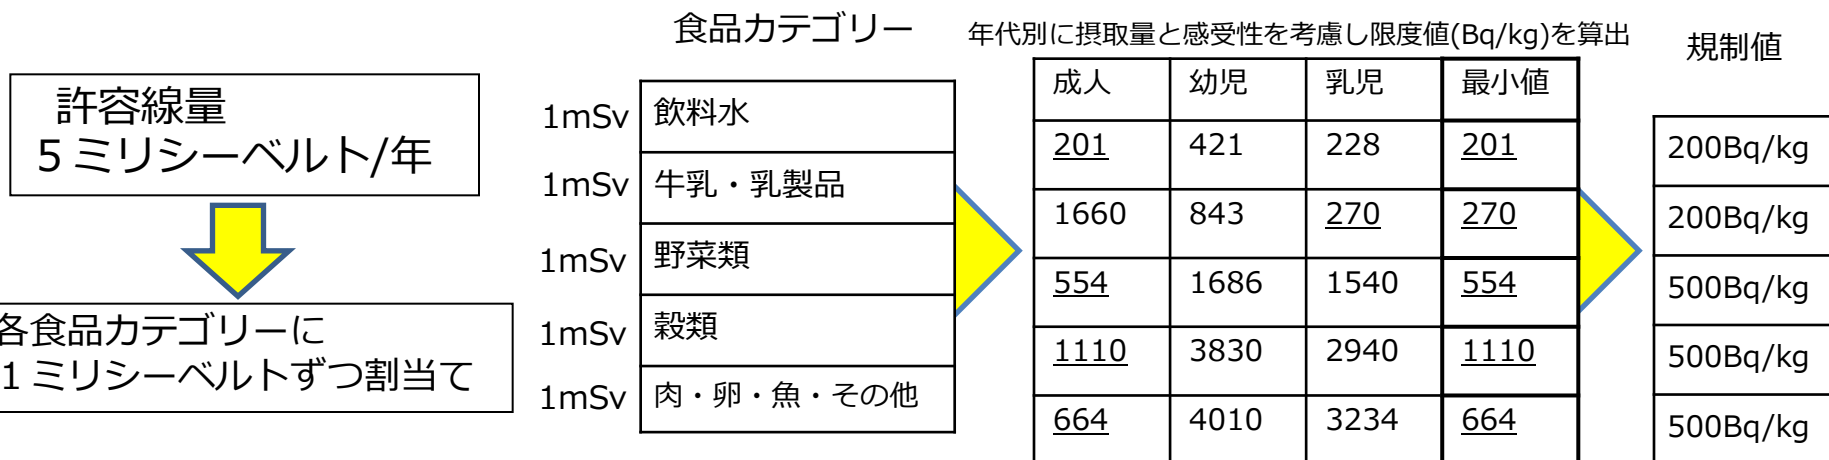 食品カテゴリー
年代別に摂取量と感受性を考慮し限度値(Bq/kg)を算出
規制値
許容線量
５ミリシーベルト/年
各食品カテゴリーに
１ミリシーベルトずつ割当て
1mSv 飲料水
1mSv 牛乳・乳製品
1mSv 野菜類
1mSv 穀類
1mSv 肉・卵・魚・その他
成人 幼児 乳児 最小値
201 421 228 201
1660 843 270 270
554 1686 1540 554
1110 3830 2940 1110
664 4010 3234 664
200Bq/kg
200Bq/kg
500Bq/kg
500Bq/kg
500Bq/kg